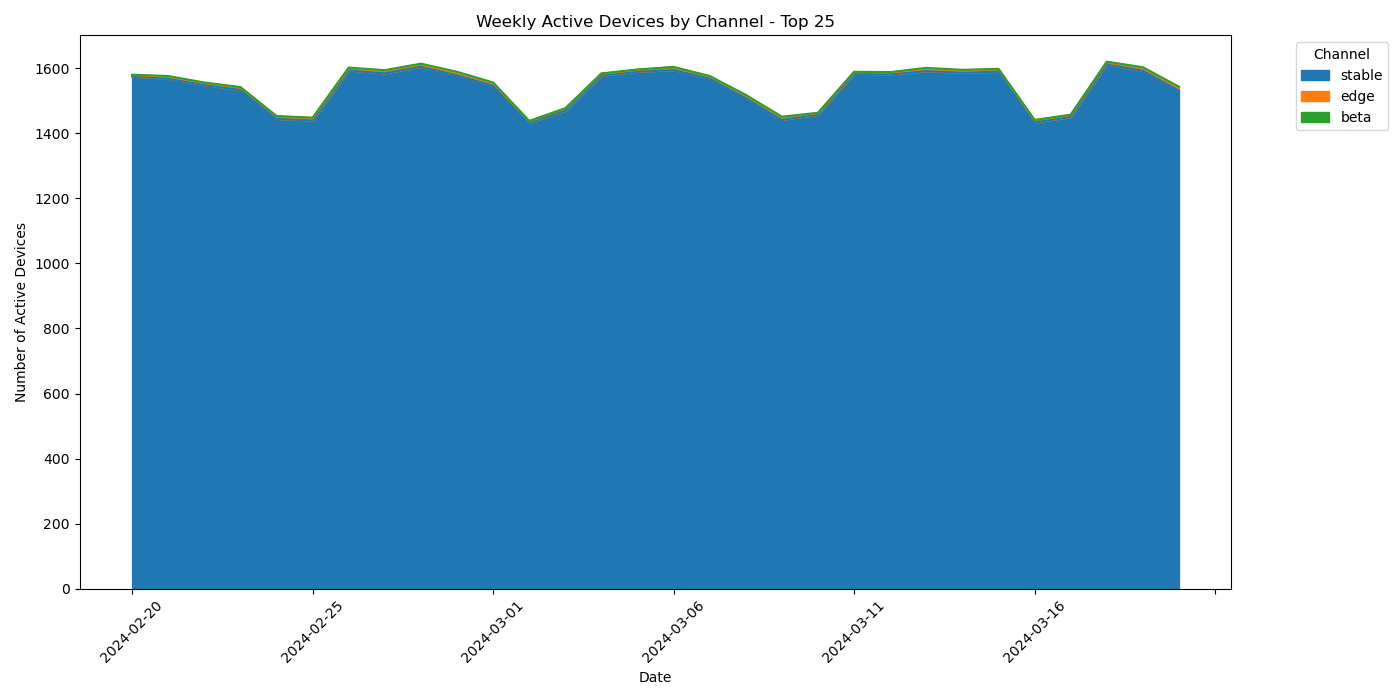 Weekly Active Devices by Channel - Top 25
Channel
stable
edge
beta
Number of Active Devices
1600
1400
1200
1000
800
600
400
200
0
2024-02-20
2024-02-25
2024-03-01
2024-03-06
2024-03-11
2024-03-16
Date